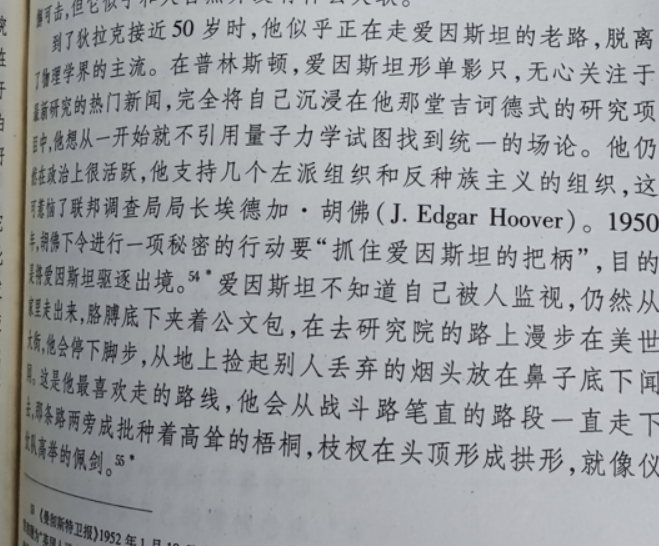 到了狄拉克接近50岁时,他似乎正在走爱因斯坦的老路,脱离
了物理学界的主流。在普林斯顿,爱因斯坦形单影只,无心关注于
最新研究的热门新闻,完全将自己沉浸在他那堂吉诃德式的研究项
目中,他想从一开始就不引用量子力学试图找到统一的场论。他仍
然在政治上很活跃,他支持几个左派组织和反种族主义的组织,这
可惹恼了联邦调查局局长埃德加·胡佛(J. Edgar Hoover)。1950
年,胡佛下令进行一项秘密的行动要“抓住爱因斯坦的把柄”,目的
是将爱因斯坦驱逐出境。54* 爱因斯坦不知道自己被人监视,仍然从
家里走出来,胳膊底下夹着公文包,在去研究院的路上漫步在美世
大街,他会停下脚步,从地上捡起别人丢弃的烟头放在鼻子底下闻
闻。这是他最喜欢走的路线,他会从战斗路笔直的路段一直走下
去,那条路两旁成批种着高耸的梧桐,枝杈在头顶形成拱形,就像仪
仗队高举的佩剑。55*
《曼彻斯特卫报》1952年1月